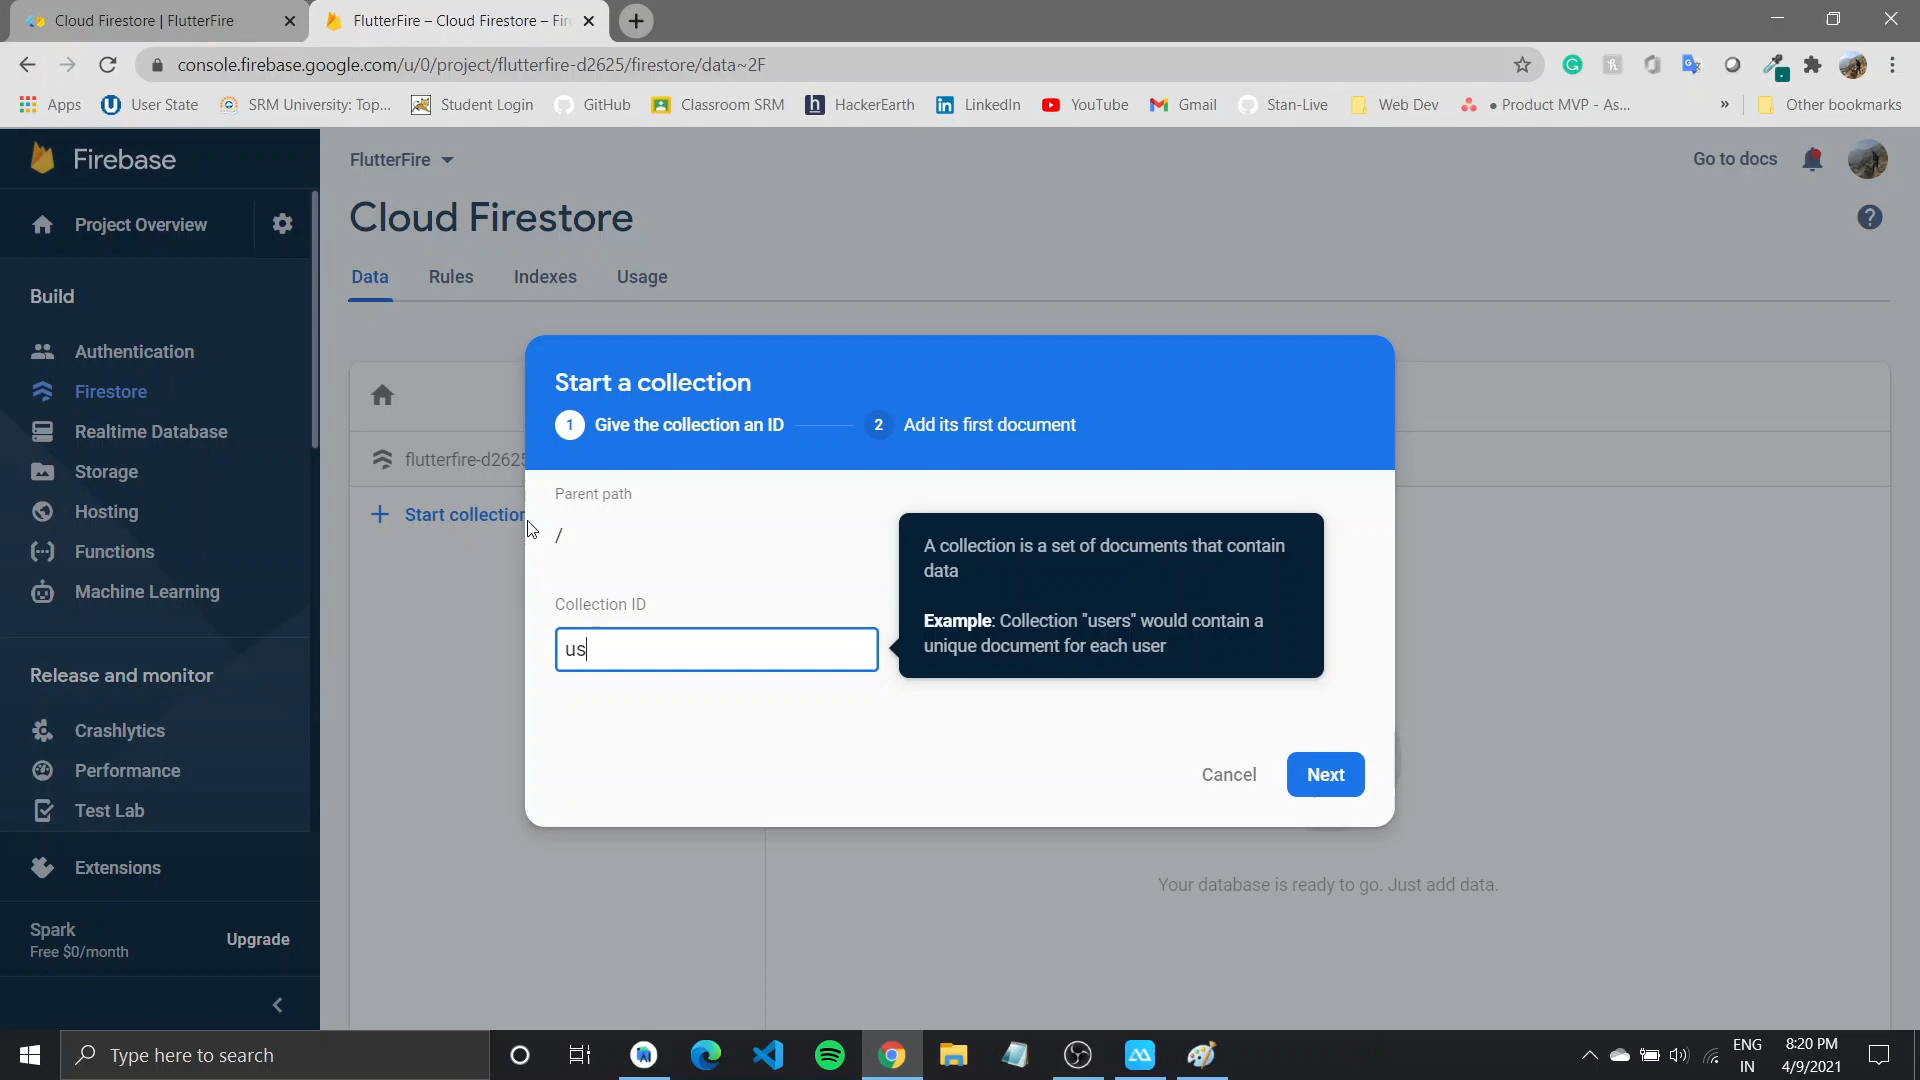 Cloud Firestore | FlutterFire
FlutterFire – Cloud Firestore – Fir
console.firebase.google.com/u/0/project/flutterfire-d2625/firestore/data~2F
Apps
User State
SRM University: Top...
Student Login
GitHub
Classroom SRM
HackerEarth
LinkedIn
YouTube
Gmail
Stan-Live
Web Dev
● Product MVP - As...
»
Other bookmarks
Firebase
FlutterFire
Go to docs
Project Overview
Cloud Firestore
Data
Rules
Indexes
Usage
Build
Authentication
Firestore
Realtime Database
Storage
Hosting
Functions
Machine Learning
Release and monitor
Crashlytics
Performance
Test Lab
Extensions
Spark
Free $0/month
Upgrade
flutterfire-d2625
Start collection
Start a collection
1 Give the collection an ID
2 Add its first document
Parent path
/
Collection ID
us
A collection is a set of documents that contain
data
Example: Collection "users" would contain a
unique document for each user
Cancel
Next
Your database is ready to go. Just add data.
Type here to search
ENG
IN
8:20 PM
4/9/2021